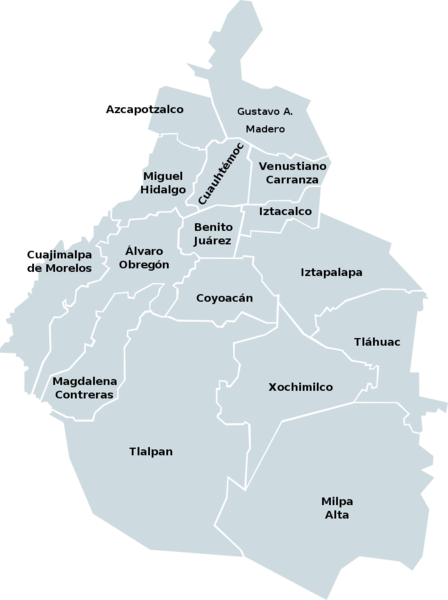 Azcapotzalco
Gustavo A.
Madero
Cuauhtémoc
Miguel
Hidalgo
Venustiano
Carranza
Iztacalco
Benito
Juárez
Cuajimalpa
de Morelos
Álvaro
Obregón
Iztapalapa
Coyoacán
Tláhuac
Magdalena
Contreras
Xochimilco
Tlalpan
Milpa
Alta